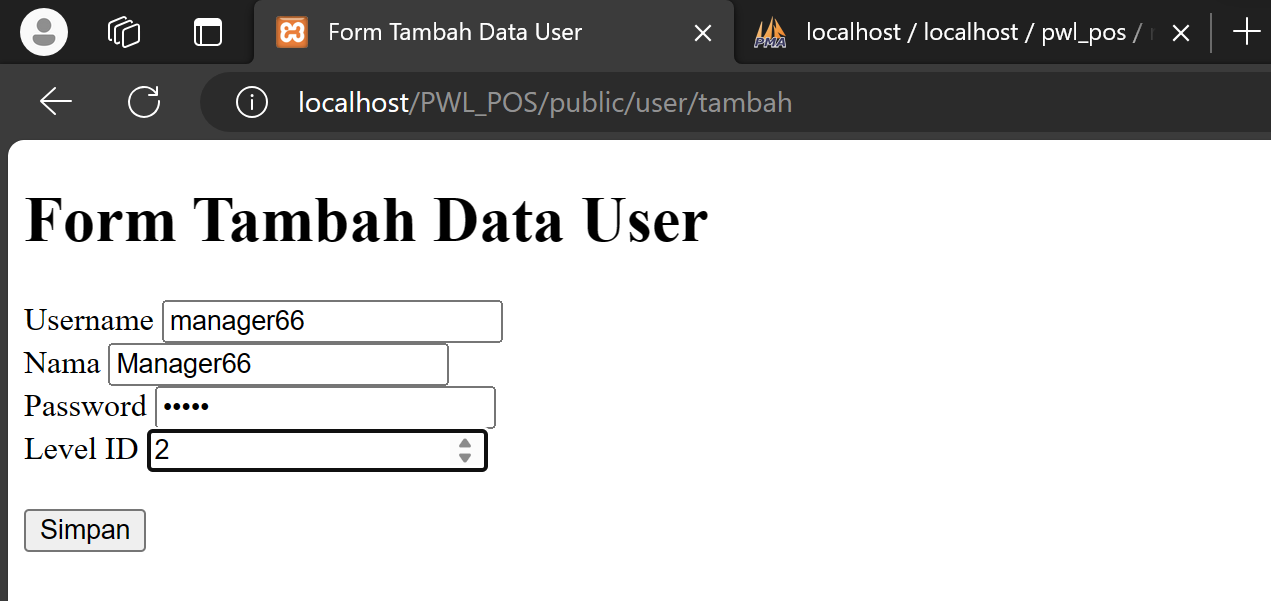 Form Tambah Data User
localhost / localhost / pwl_pos /
PMA
localhost/PWL_POS/public/user/tambah
Form Tambah Data User
Username manager66
Nama Manager66
Password •••••
Level ID 2
Simpan